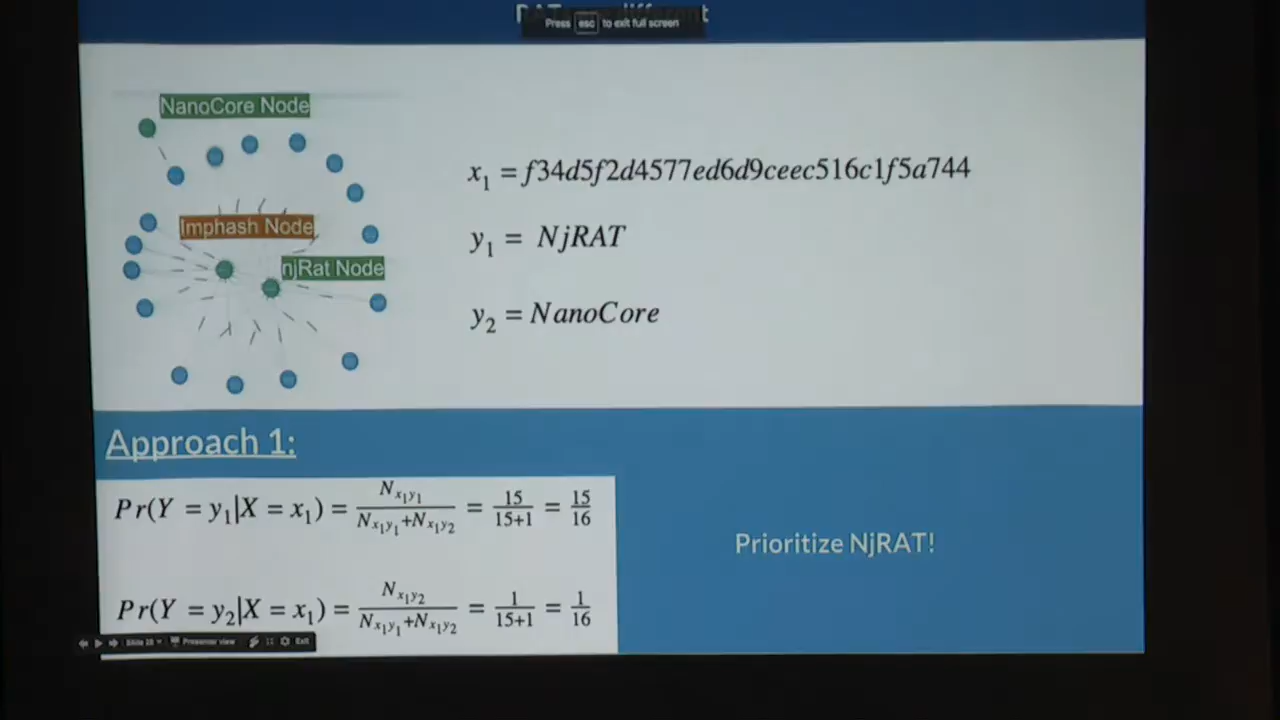 Press esc to exit full screen
NanoCore Node
Imphash Node
njRat Node
x₁ = f34d5f2d4577ed6d9ceec516c1f5a744
y₁ = NjRAT
y₂ = NanoCore
Approach 1:
Pr(Y = y₁|X = x₁) = N_{x₁y₁} / (N_{x₁y₁}+N_{x₁y₂}) = 15/(15+1) = 15/16
Pr(Y = y₂|X = x₁) = N_{x₁y₂} / (N_{x₁y₁}+N_{x₁y₂}) = 1/(15+1) = 1/16
Prioritize NjRAT!
Presenter view
Exit